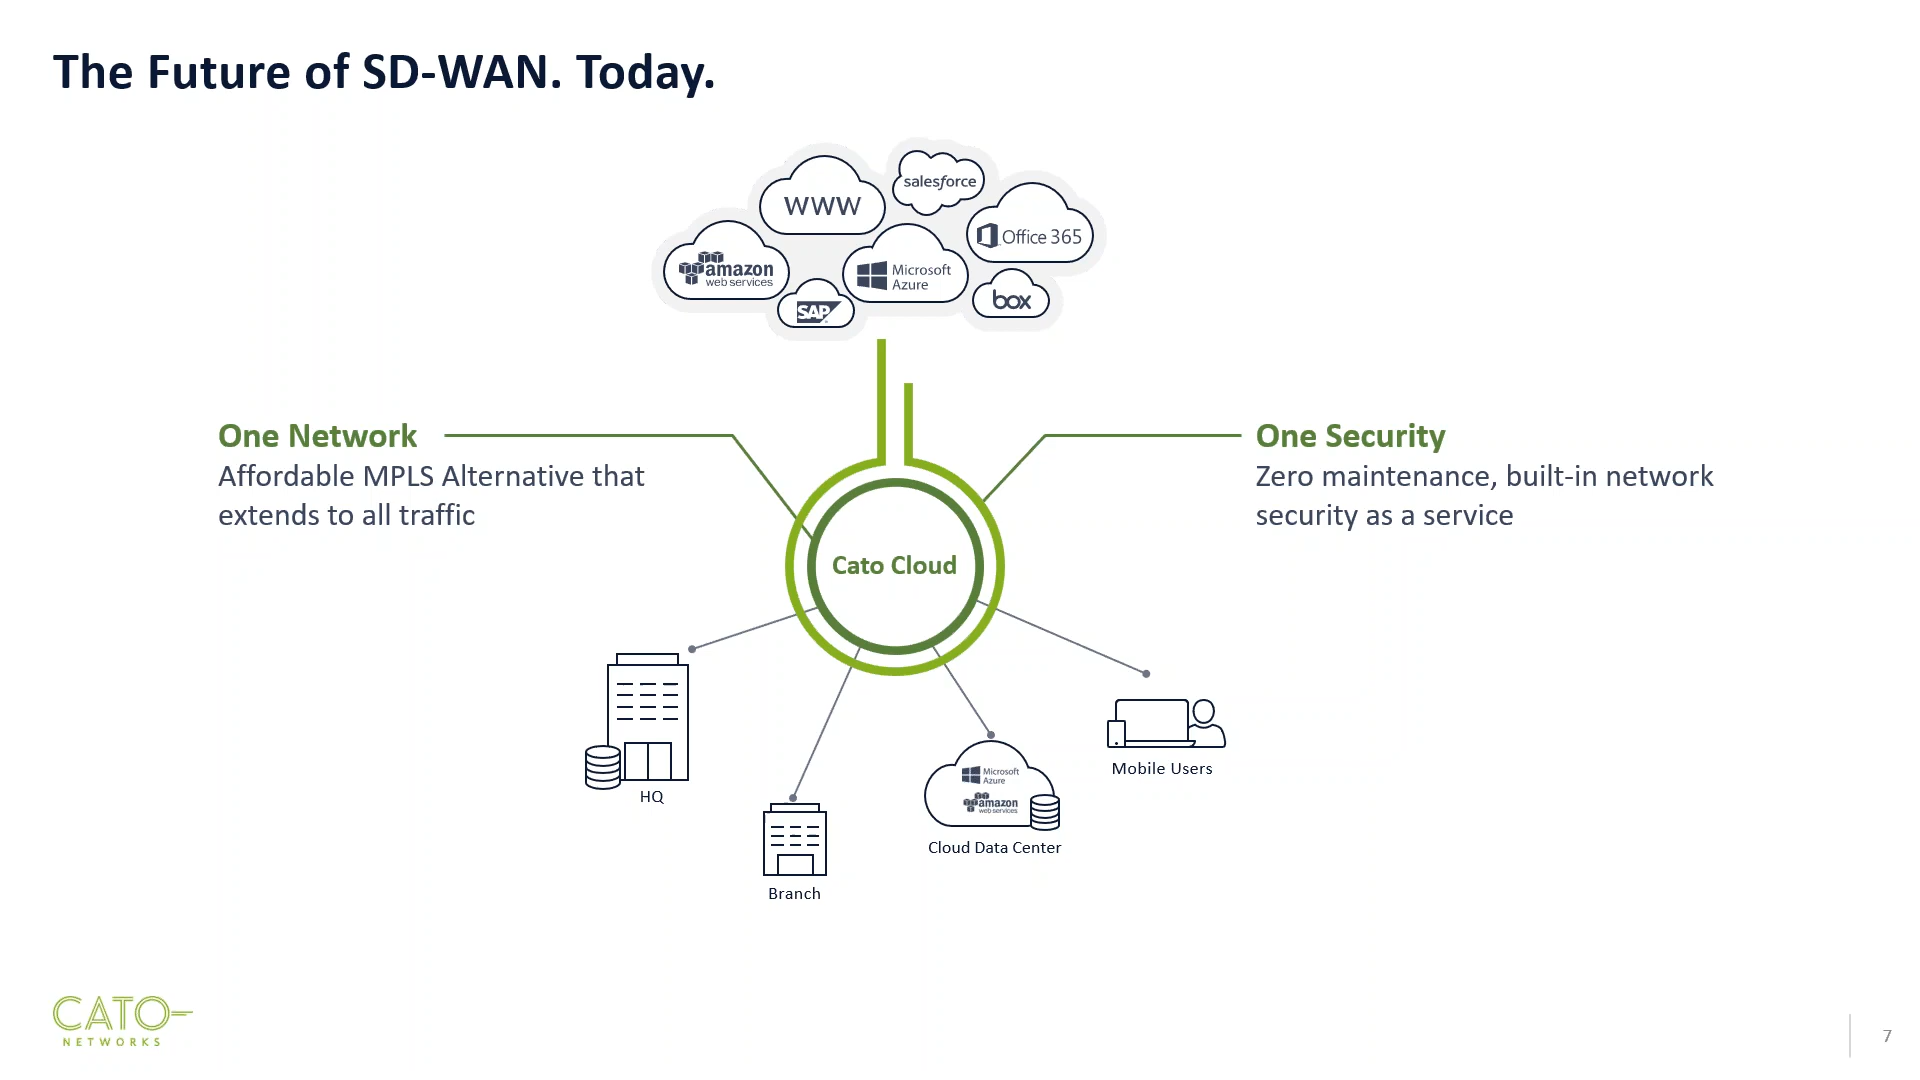 The Future of SD-WAN. Today.
WWW
salesforce
Office 365
amazon
web services
Microsoft
Azure
SAP
box
One Network
Affordable MPLS Alternative that
extends to all traffic
One Security
Zero maintenance, built-in network
security as a service
Cato Cloud
HQ
Branch
Microsoft
Azure
amazon
web services
Cloud Data Center
Mobile Users
CATO
NETWORKS
7